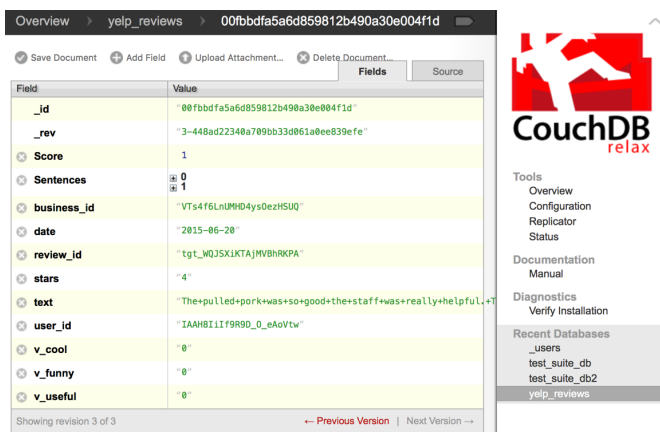 Overview yelp_reviews 00fbbdfa5a6d859812b490a30e004f1d
Save Document Add Field Upload Attachment... Delete Document...
Fields Source
Field Value
_id "00fbbdfa5a6d859812b490a30e004f1d"
_rev "3-448ad22340a709bb33d061a0ee839efe"
Score 1
Sentences 0
1
business_id "VTs4f6LnUMHD4ysOezHSUQ"
date "2015-06-20"
review_id "tgt_WQJSXiKTAjMVBhRKPA"
stars "4"
text "The+pulled+pork+was+so+good+the+staff+was+really+helpful.+T
user_id "IAAH8IiIf9R9D_O_eAoVtw"
v_cool "0"
v_funny "0"
v_useful "0"
Showing revision 3 of 3 ← Previous Version | Next Version →
CouchDB
relax
Tools
Overview
Configuration
Replicator
Status
Documentation
Manual
Diagnostics
Verify Installation
Recent Databases
_users
test_suite_db
test_suite_db2
yelp_reviews